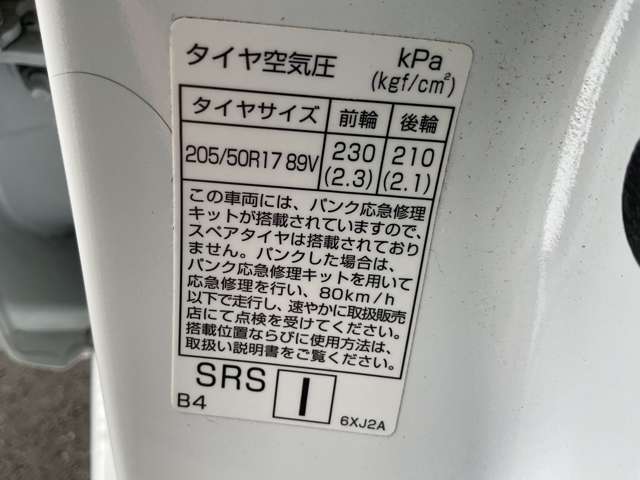 タイヤ空気圧 kPa
(kgf/cm²)
タイヤサイズ 前輪 後輪
205/50R17 89V 230 210
(2.3) (2.1)
この車両には、パンク応急修理
キットが搭載されていますので、
スペアタイヤは搭載されており
ません。パンクした場合は、
パンク応急修理キットを用いて
応急修理を行い、80km/h
以下で走行し、速やかに取扱販売
店にて点検を受けてください。
搭載位置ならびに使用方法は、
取扱い説明書をご覧ください。
SRS I
B4 6XJ2A